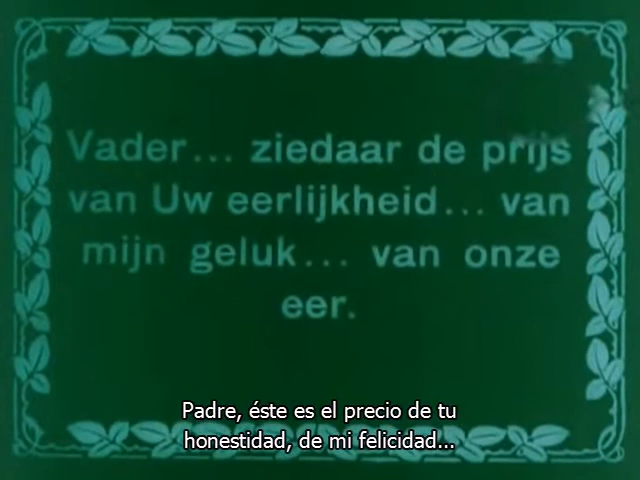 Vader... ziedaar de prijs
van Uw eerlijkheid... van
mijn geluk... van onze
eer.
Padre, éste es el precio de tu
honestidad, de mi felicidad...